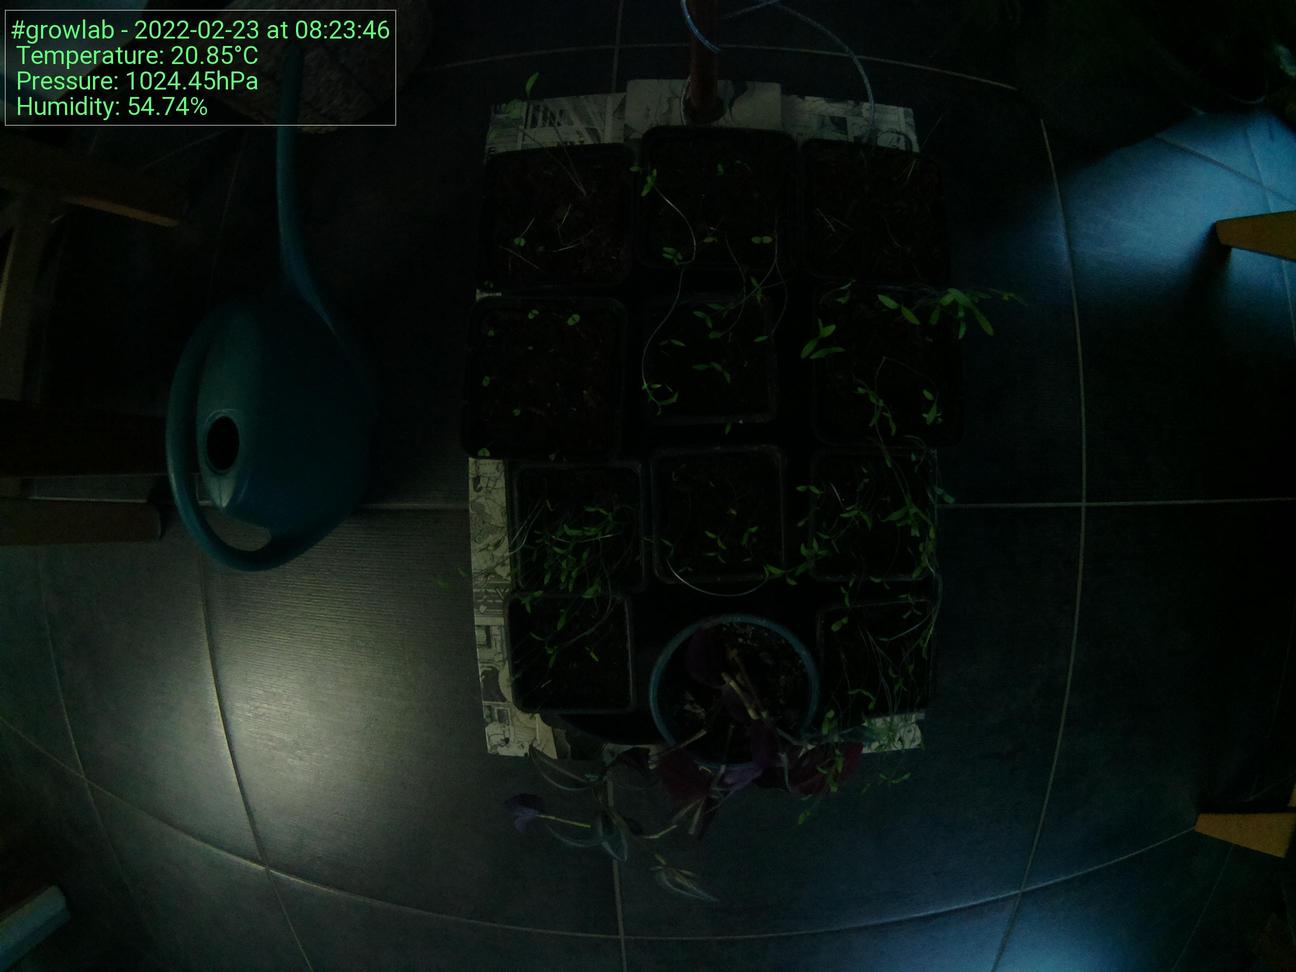 #growlab - 2022-02-23 at 08:23:46
Temperature: 20.85°C
Pressure: 1024.45hPa
Humidity: 54.74%